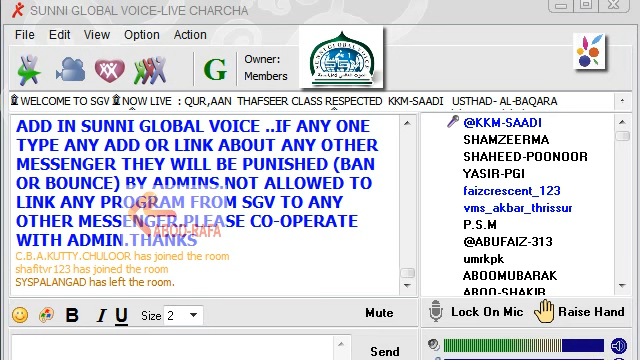 SUNNI GLOBAL VOICE-LIVE CHARCHA
File Edit View Option Action
G
Owner:
Members
WELCOME TO SGV NOW LIVE : QUR,AAN THAFSEER CLASS RESPECTED KKM-SAADI USTHAD- AL-BAQARA
ADD IN SUNNI GLOBAL VOICE ..IF ANY ONE
TYPE ANY ADD OR LINK ABOUT ANY OTHER
MESSENGER THEY WILL BE PUNISHED (BAN
OR BOUNCE) BY ADMINS.NOT ALLOWED TO
LINK ANY PROGRAM FROM SGV TO ANY
OTHER MESSENGER.PLEASE CO-OPERATE
WITH ADMIN.THANKS
ABOO-RAFA
C.B.A.KUTTY.CHULOOR has joined the room
shafitvr123 has joined the room
SYSPALANGAD has left the room.
@KKM-SAADI
SHAMZEERMA
SHAHEED-POONOOR
YASIR-PGI
faizcrescent_123
vms_akbar_thrissur
P.S.M
@ABUFAIZ-313
umrkpk
ABOOMUBARAK
ABOO-SHAKIR
B I U Size 2 Mute
Lock On Mic Raise Hand
Send